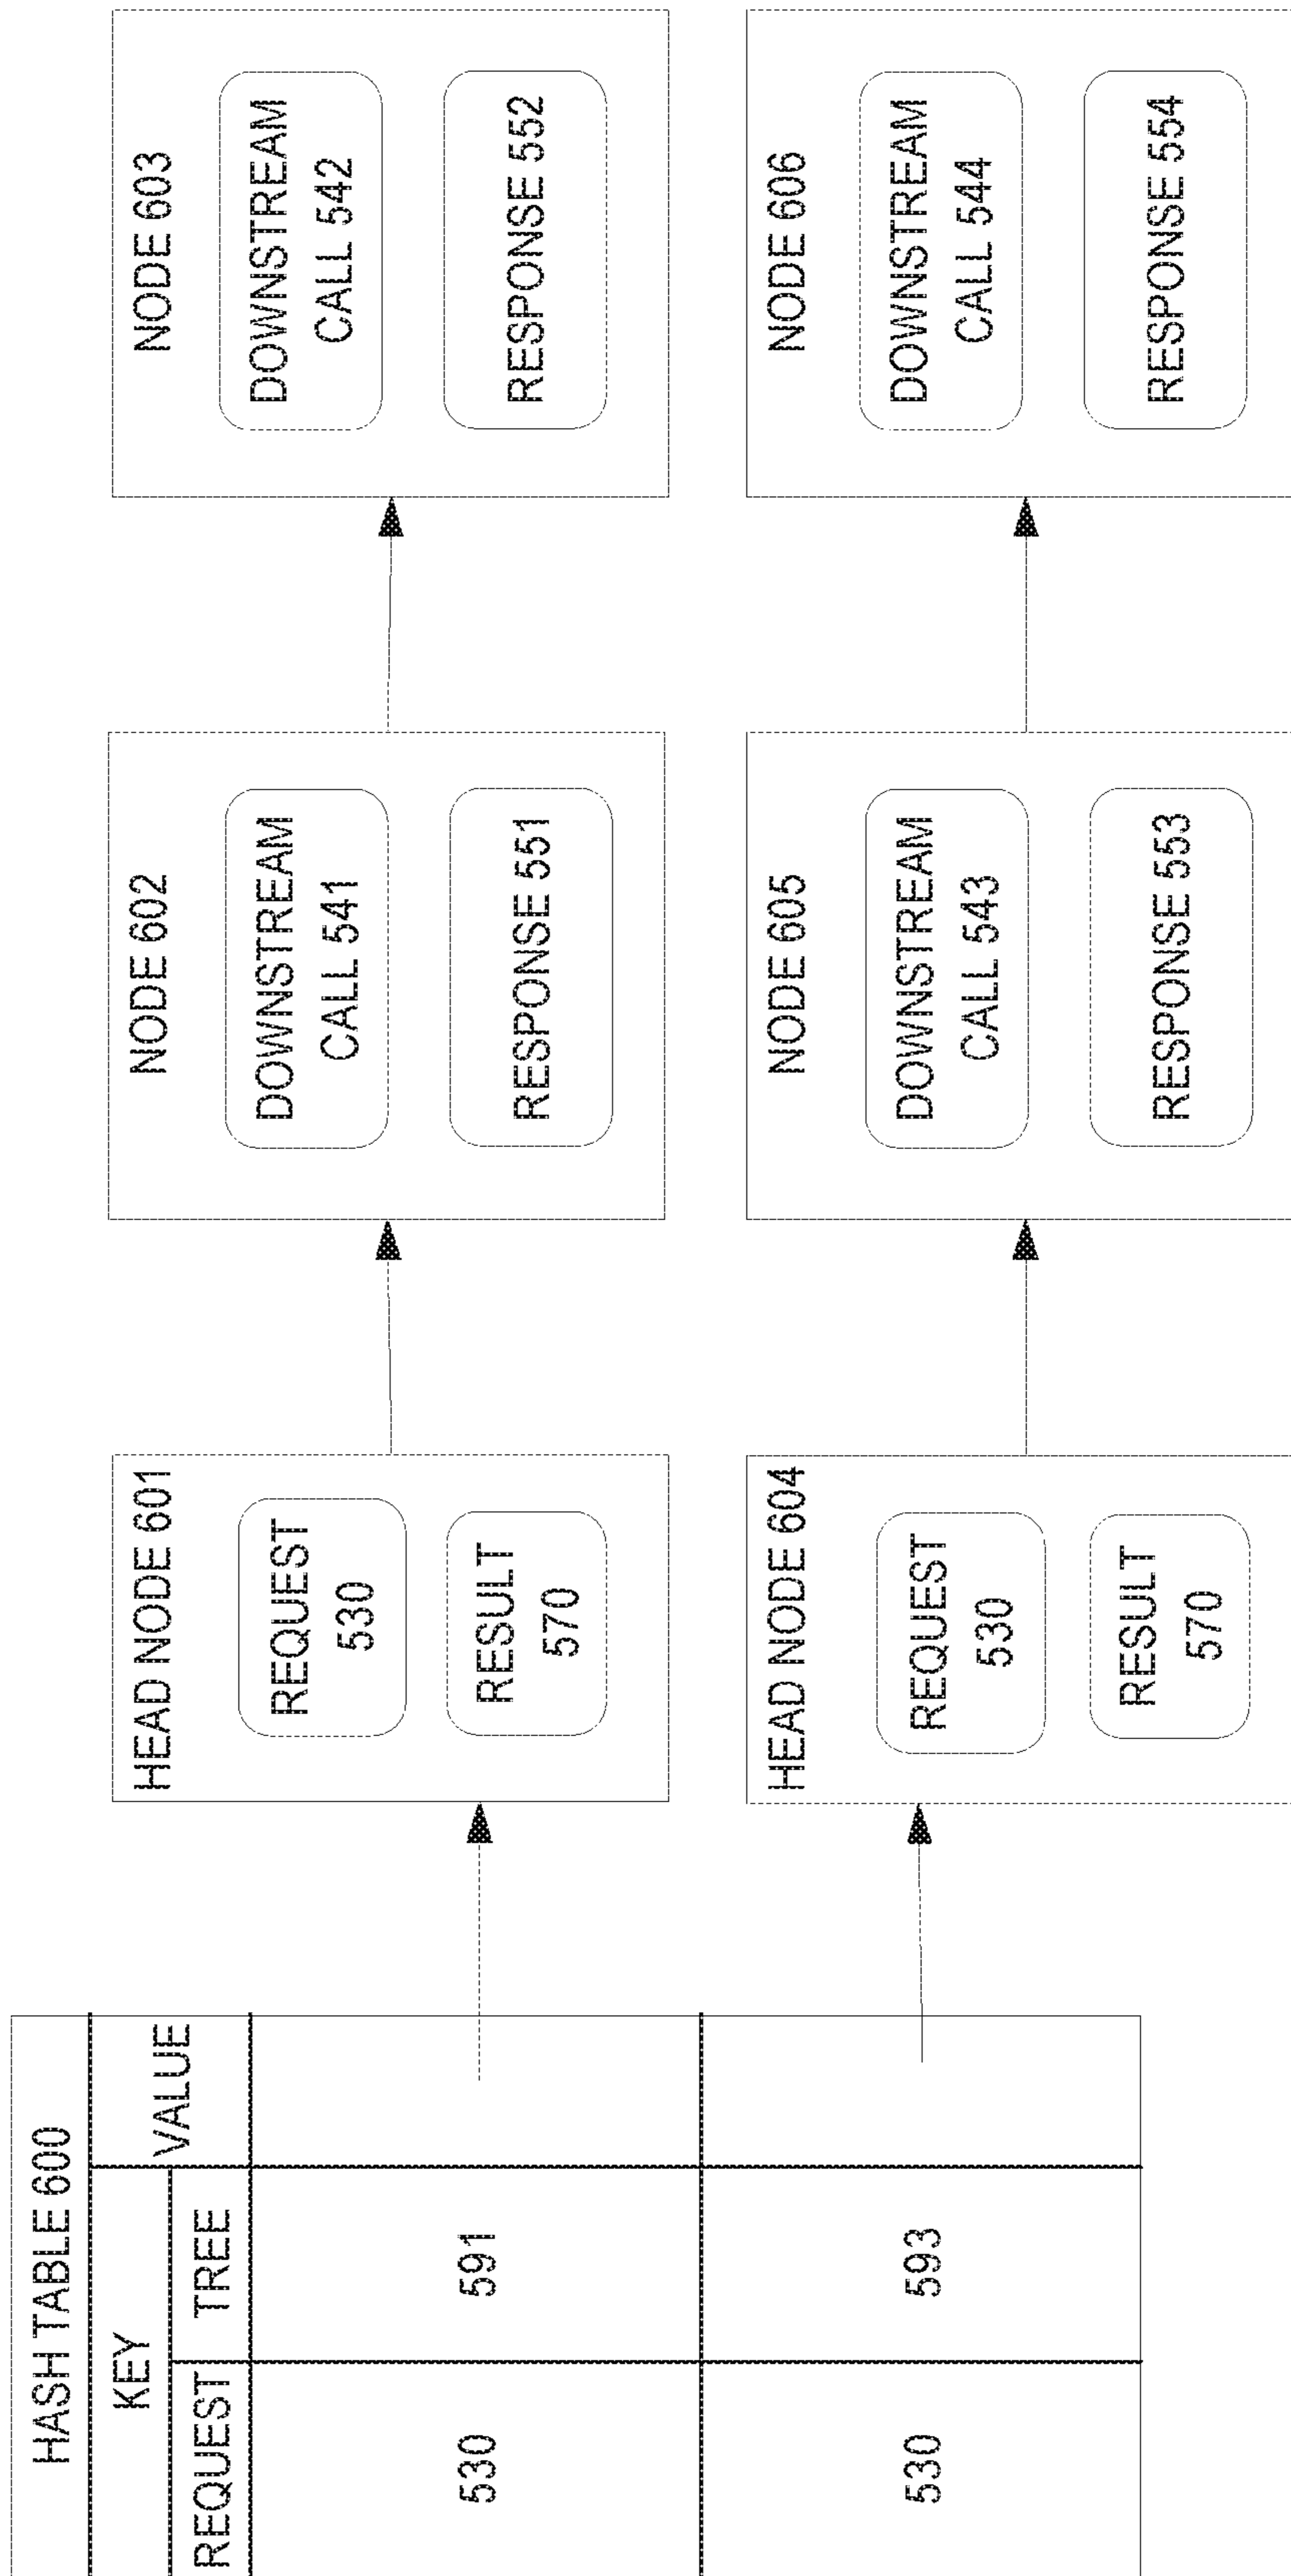 HASH TABLE 600
KEY
VALUE
REQUEST
TREE
530
591
530
593
HEAD NODE 601
REQUEST
530
RESULT
570
NODE 602
DOWNSTREAM
CALL 541
RESPONSE 551
NODE 603
DOWNSTREAM
CALL 542
RESPONSE 552
HEAD NODE 604
REQUEST
530
RESULT
570
NODE 605
DOWNSTREAM
CALL 543
RESPONSE 553
NODE 606
DOWNSTREAM
CALL 544
RESPONSE 554